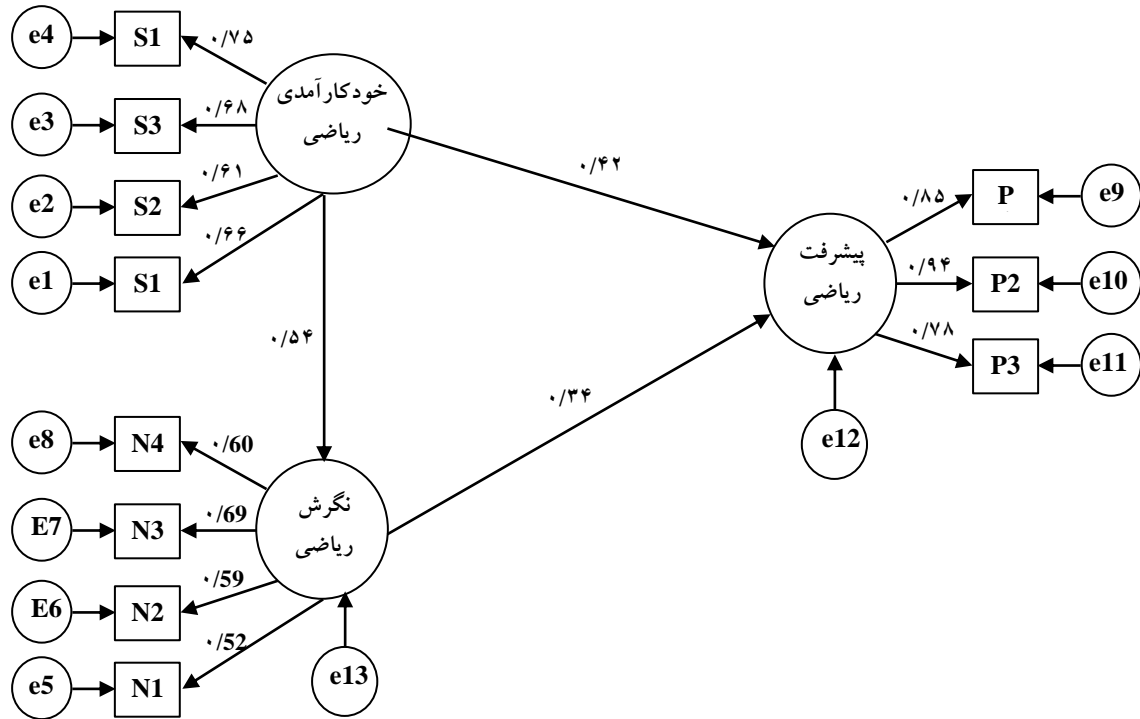 e4
S1
۰/۷۵
e3
S3
۰/۶۸
e2
S2
۰/۶۱
e1
S1
۰/۶۶
خودکارآمدی
ریاضی
۰/۴۲
۰/۵۴
پیشرفت
ریاضی
۰/۸۵
P
e9
۰/۹۴
P2
e10
۰/۷۸
P3
e11
e12
۰/۳۴
e8
N4
۰/60
E7
N3
۰/69
E6
N2
۰/59
e5
N1
۰/52
نگرش
ریاضی
e13